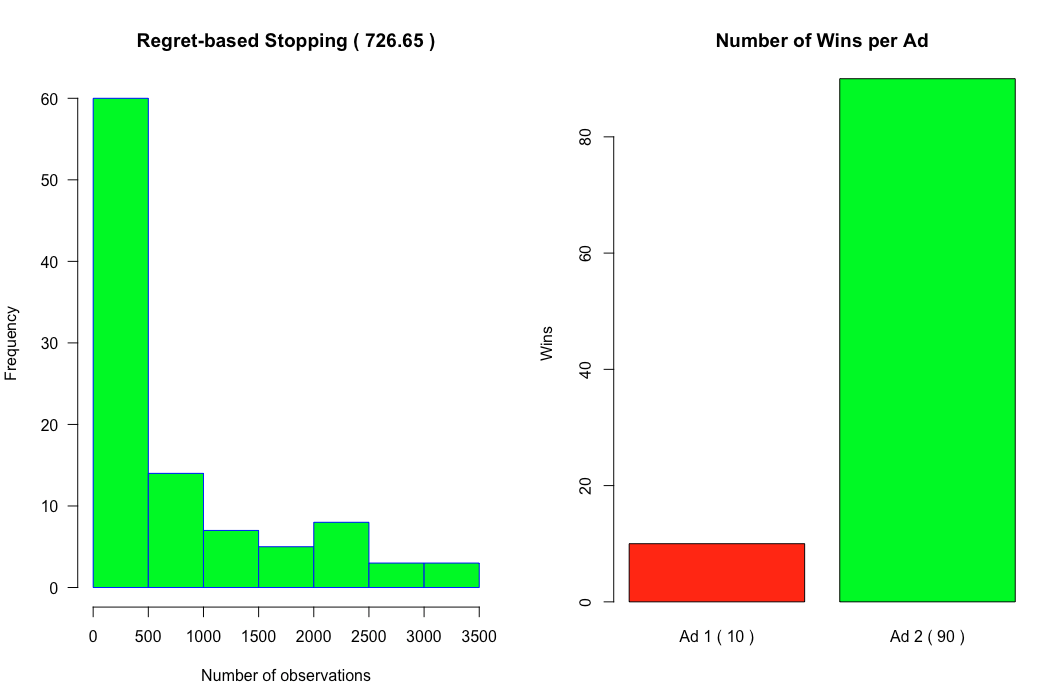 Regret-based Stopping ( 726.65 )
Frequency
60
50
40
30
20
10
0
0 500 1000 1500 2000 2500 3000 3500
Number of observations
Number of Wins per Ad
Wins
80
60
40
20
0
Ad 1 ( 10 ) Ad 2 ( 90 )